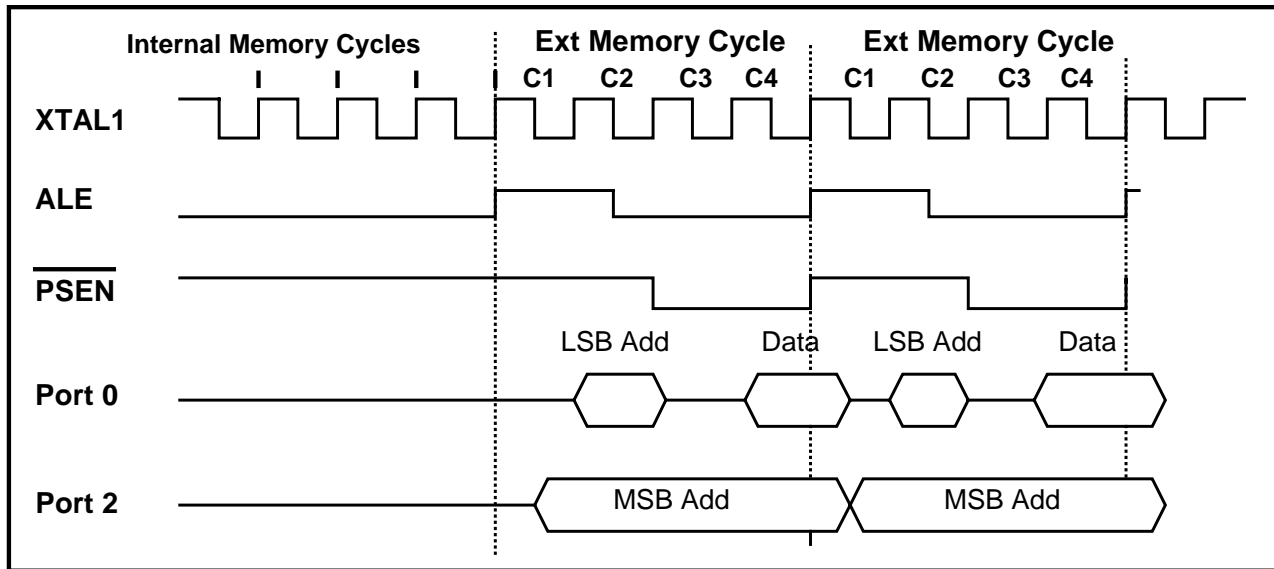 Internal Memory Cycles Ext Memory Cycle Ext Memory Cycle
C1 C2 C3 C4 C1 C2 C3 C4
XTAL1
ALE
PSEN
LSB Add Data LSB Add Data
Port 0
Port 2 MSB Add MSB Add